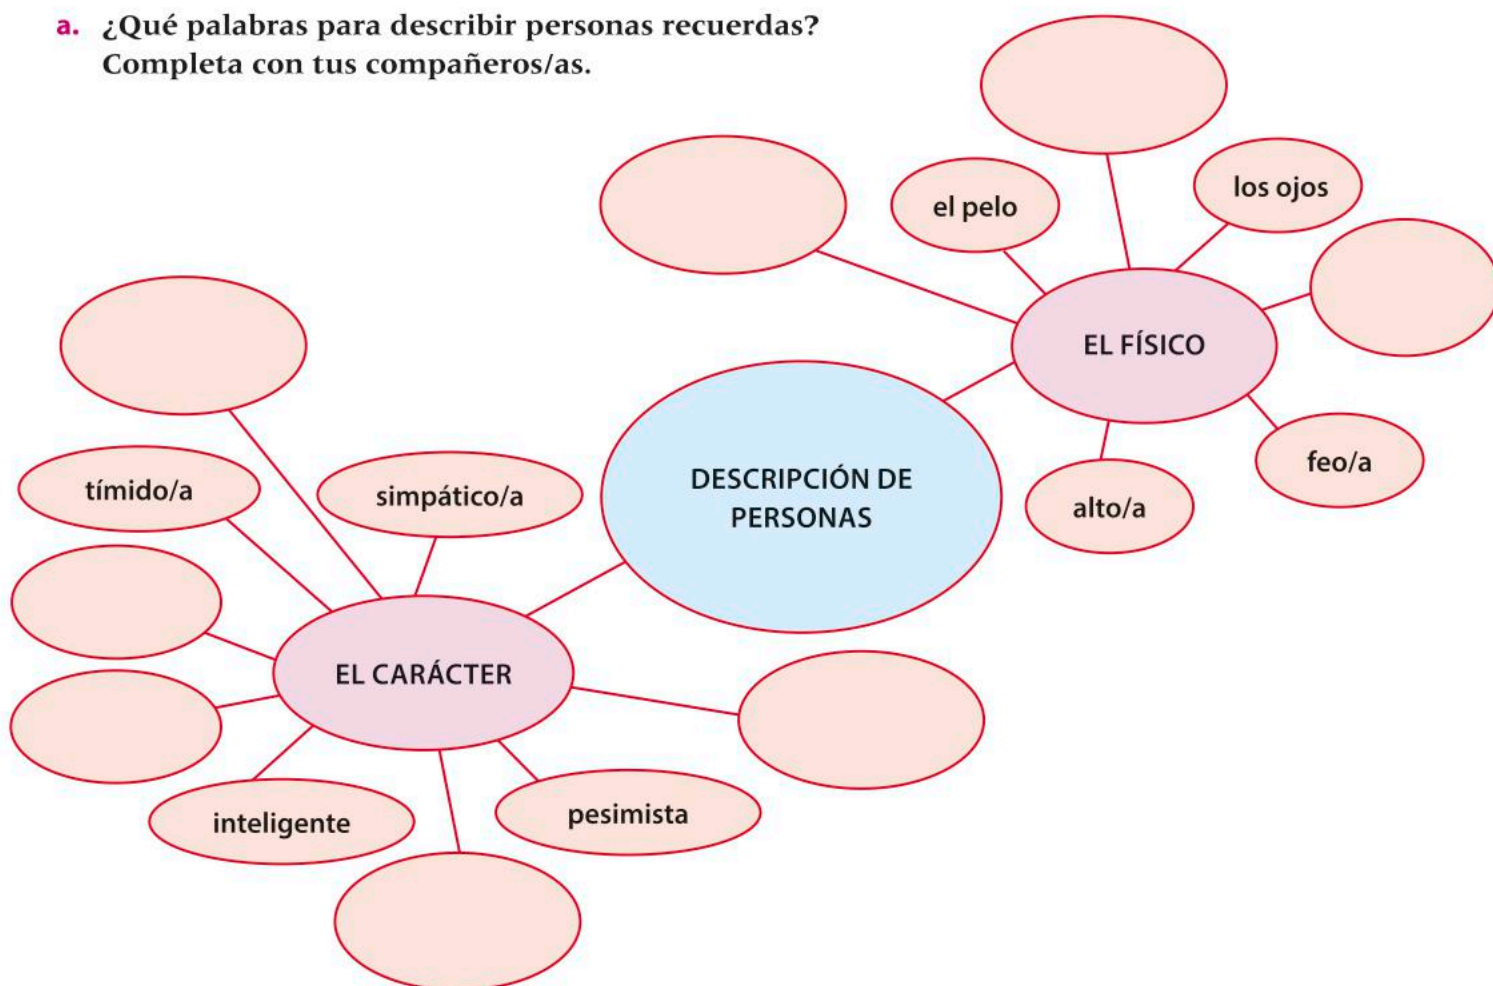 a. ¿Qué palabras para describir personas recuerdas?
Completa con tus compañeros/as.
el pelo
los ojos
EL FÍSICO
feo/a
alto/a
DESCRIPCIÓN DE
PERSONAS
tímido/a
simpático/a
EL CARÁCTER
inteligente
pesimista